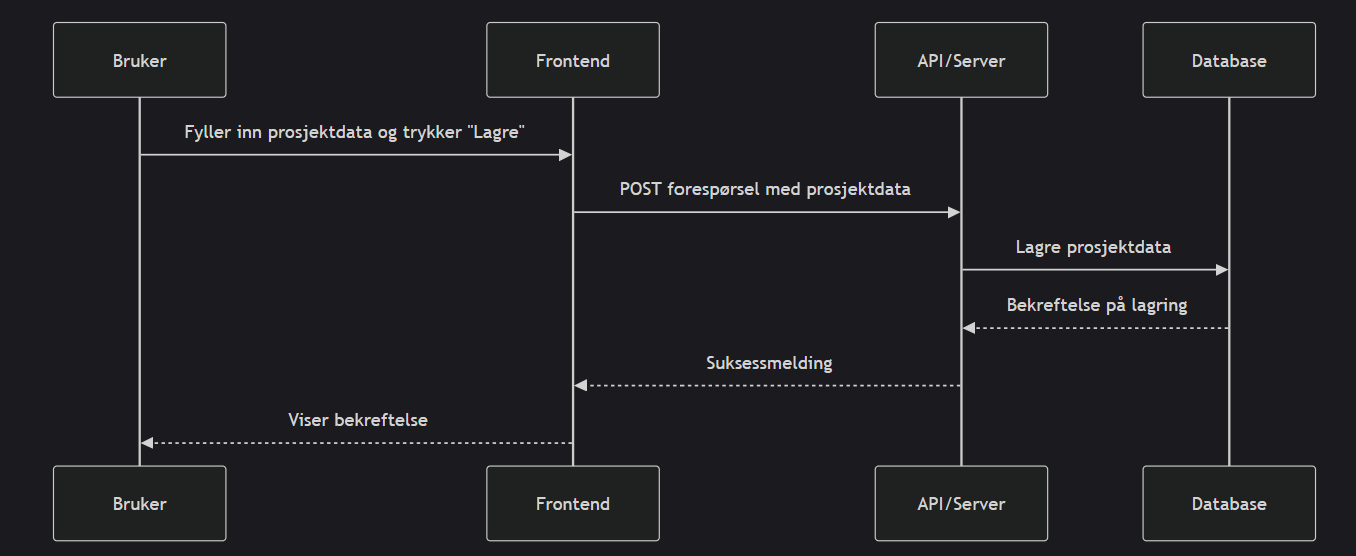 Bruker
Frontend
API/Server
Database
Fyller inn prosjektdata og trykker "Lagre"
POST forespørsel med prosjektdata
Lagre prosjektdata
Bekreftelse på lagring
Suksessmelding
Viser bekreftelse
Bruker
Frontend
API/Server
Database